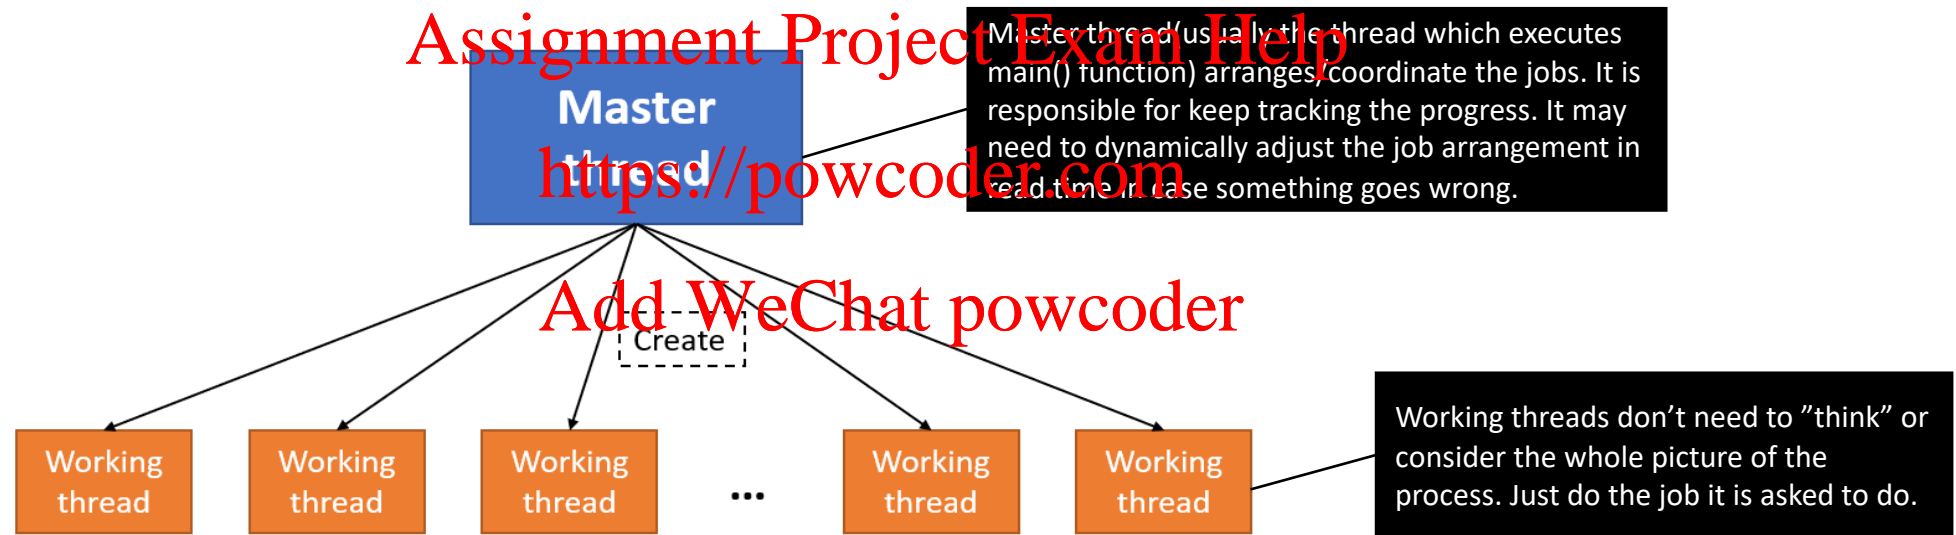 Assignment Project Exam Help
Master thread(usually the thread which executes
main() function) arranges/coordinate the jobs. It is
responsible for keep tracking the progress. It may
need to dynamically adjust the job arrangement in
read time in case something goes wrong.
Master
thread
https://powcoder.com
Add WeChat powcoder
Create
Working
thread
Working
thread
Working
thread
...
Working
thread
Working
thread
Working threads don’t need to ”think” or
consider the whole picture of the
process. Just do the job it is asked to do.